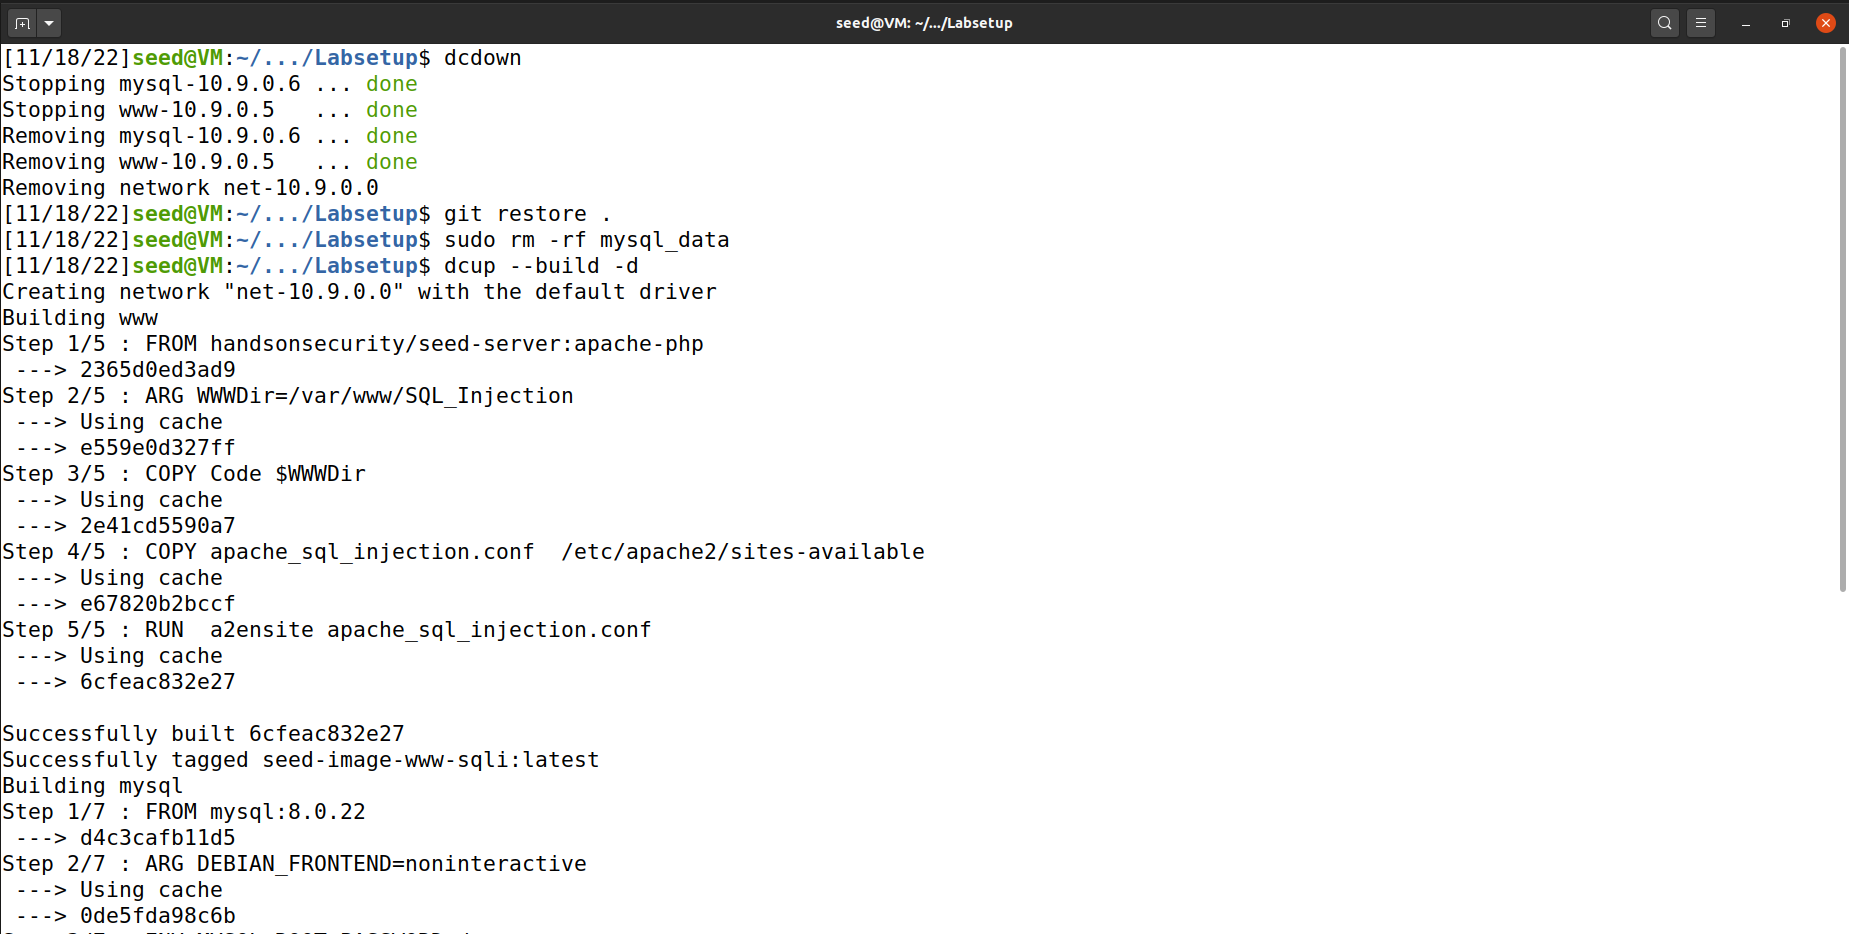 seed@VM: ~/.../Labsetup
[11/18/22]seed@VM:~/.../Labsetup$ dcdown
Stopping mysql-10.9.0.6 ... done
Stopping www-10.9.0.5   ... done
Removing mysql-10.9.0.6 ... done
Removing www-10.9.0.5   ... done
Removing network net-10.9.0.0
[11/18/22]seed@VM:~/.../Labsetup$ git restore .
[11/18/22]seed@VM:~/.../Labsetup$ sudo rm -rf mysql_data
[11/18/22]seed@VM:~/.../Labsetup$ dcup --build -d
Creating network "net-10.9.0.0" with the default driver
Building www
Step 1/5 : FROM handsonsecurity/seed-server:apache-php
 ---> 2365d0ed3ad9
Step 2/5 : ARG WWWDir=/var/www/SQL_Injection
 ---> Using cache
 ---> e559e0d327ff
Step 3/5 : COPY Code $WWWDir
 ---> Using cache
 ---> 2e41cd5590a7
Step 4/5 : COPY apache_sql_injection.conf  /etc/apache2/sites-available
 ---> Using cache
 ---> e67820b2bccf
Step 5/5 : RUN  a2ensite apache_sql_injection.conf
 ---> Using cache
 ---> 6cfeac832e27

Successfully built 6cfeac832e27
Successfully tagged seed-image-www-sqli:latest
Building mysql
Step 1/7 : FROM mysql:8.0.22
 ---> d4c3cafb11d5
Step 2/7 : ARG DEBIAN_FRONTEND=noninteractive
 ---> Using cache
 ---> 0de5fda98c6b